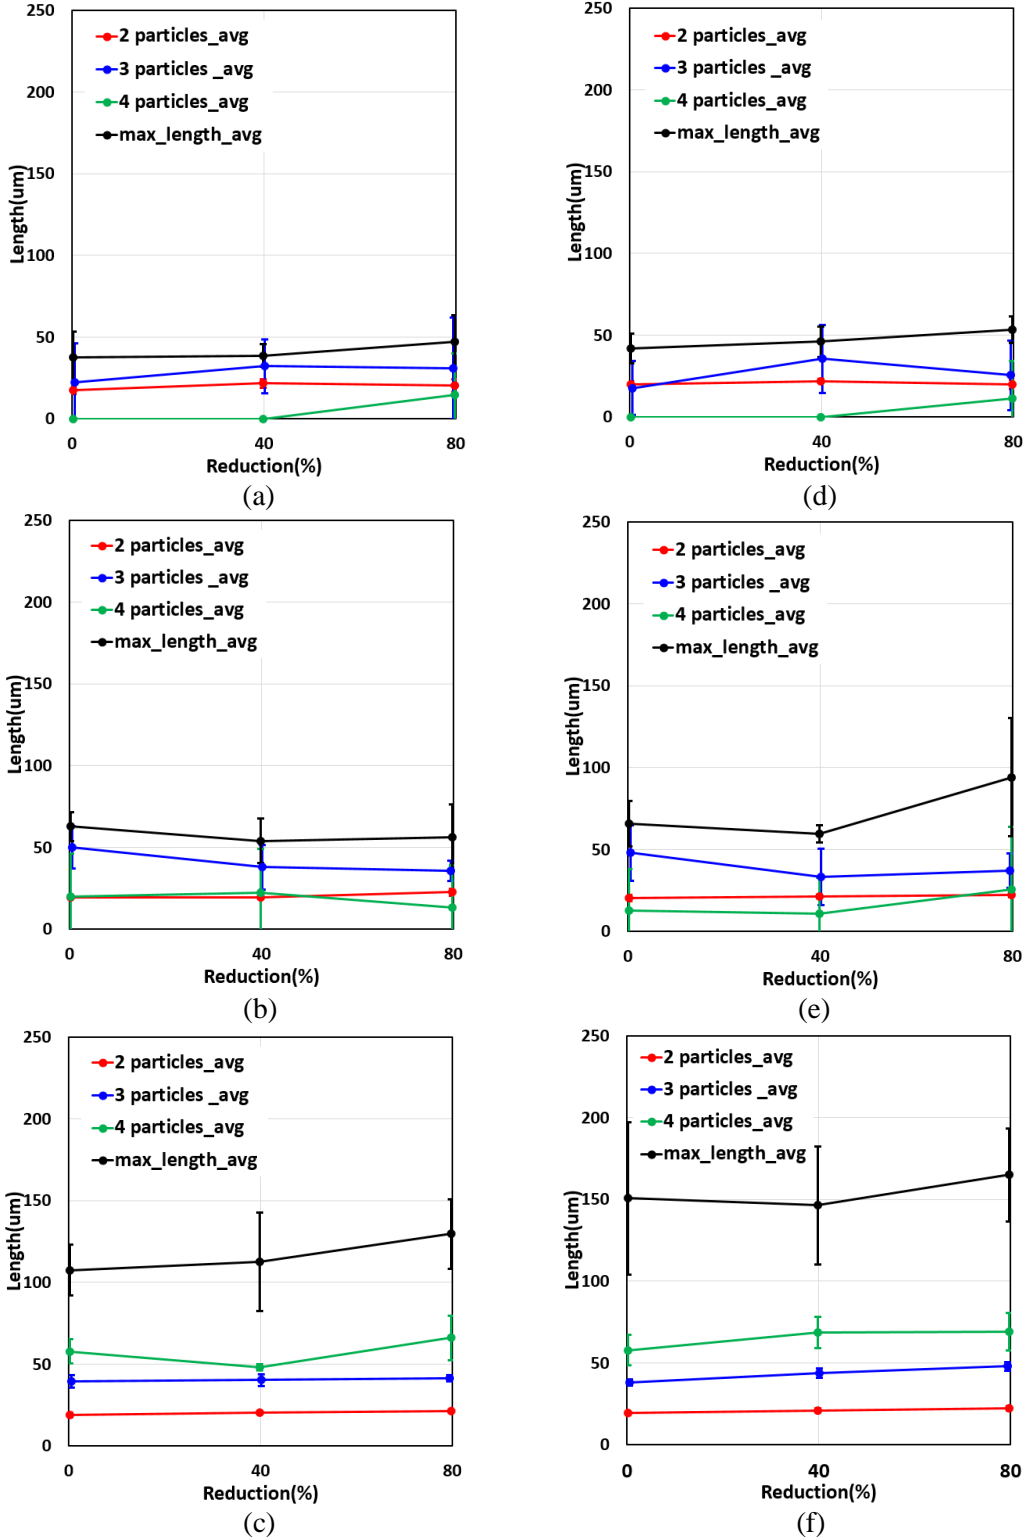 250
2 particles_avg
3 particles _avg
4 particles_avg
max_length_avg
200
150
100
50
0
Length(um)
0 40 80
Reduction(%)
(a)
250
2 particles_avg
3 particles _avg
4 particles_avg
max_length_avg
200
150
100
50
0
Length(um)
0 40 80
Reduction(%)
(d)
250
2 particles_avg
3 particles _avg
4 particles_avg
max_length_avg
200
150
100
50
0
Length(um)
0 40 80
Reduction(%)
(b)
250
2 particles_avg
3 particles _avg
4 particles_avg
max_length_avg
200
150
100
50
0
Length(um)
0 40 80
Reduction(%)
(e)
250
2 particles_avg
3 particles _avg
4 particles_avg
max_length_avg
200
150
100
50
0
Length(um)
0 40 80
Reduction(%)
(c)
250
2 particles_avg
3 particles _avg
4 particles_avg
max_length_avg
200
150
100
50
0
Length(um)
0 40 80
Reduction(%)
(f)